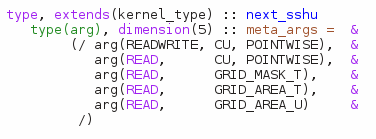 type, extends(kernel_type) :: next_sshu
   type(arg), dimension(5) :: meta_args =  &
        (/ arg(READWRITE, CU, POINTWISE),  &
           arg(READ,      CU, POINTWISE),  &
           arg(READ,      GRID_MASK_T),    &
           arg(READ,      GRID_AREA_T),    &
           arg(READ,      GRID_AREA_U)     &
         /)